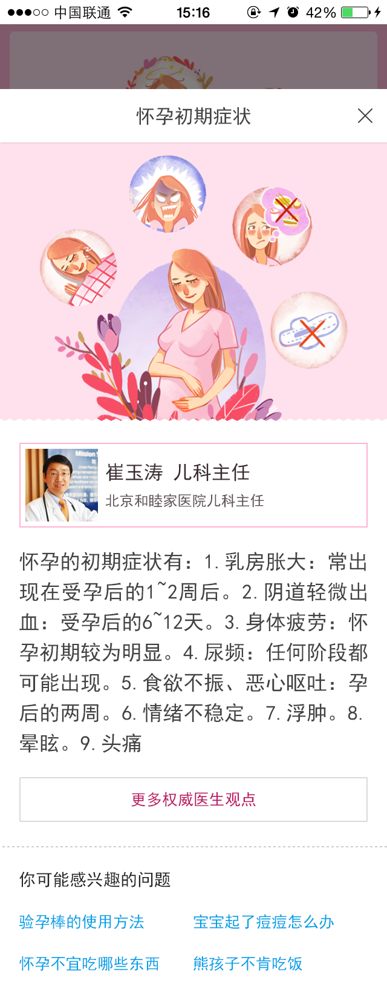 中国联通 15:16 42%
怀孕初期症状
崔玉涛 儿科主任
北京和睦家医院儿科主任
怀孕的初期症状有：1.乳房胀大：常出
现在受孕后的1~2周后。2.阴道轻微出
血：受孕后的6~12天。3.身体疲劳：怀
孕初期较为明显。4.尿频：任何阶段都
可能出现。5.食欲不振、恶心呕吐：孕
后的两周。6.情绪不稳定。7.浮肿。8.
晕眩。9.头痛
更多权威医生观点
你可能感兴趣的问题
验孕棒的使用方法 宝宝起了痘痘怎么办
怀孕不宜吃哪些东西 熊孩子不肯吃饭